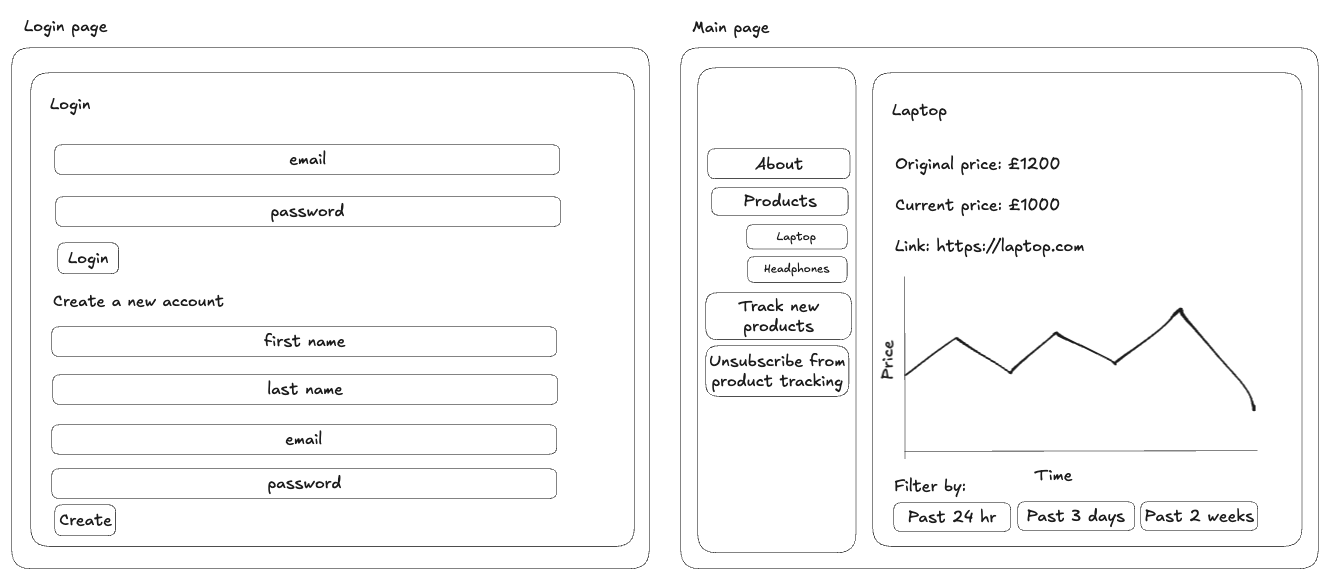 Login page
Login
email
password
Login
Create a new account
first name
last name
email
password
Create
Main page
About
Products
Laptop
Headphones
Track new
products
Unsubscribe from
product tracking
Laptop
Original price: £1200
Current price: £1000
Link: https://laptop.com
Price
Time
Filter by:
Past 24 hr
Past 3 days
Past 2 weeks